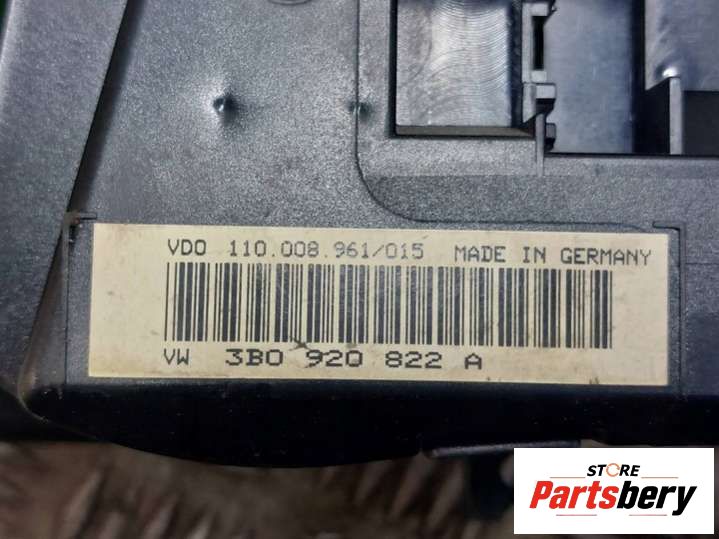 VDO 110.008.961/015 MADE IN GERMANY
VW 3B0 920 822 A
STORE
Partsbery